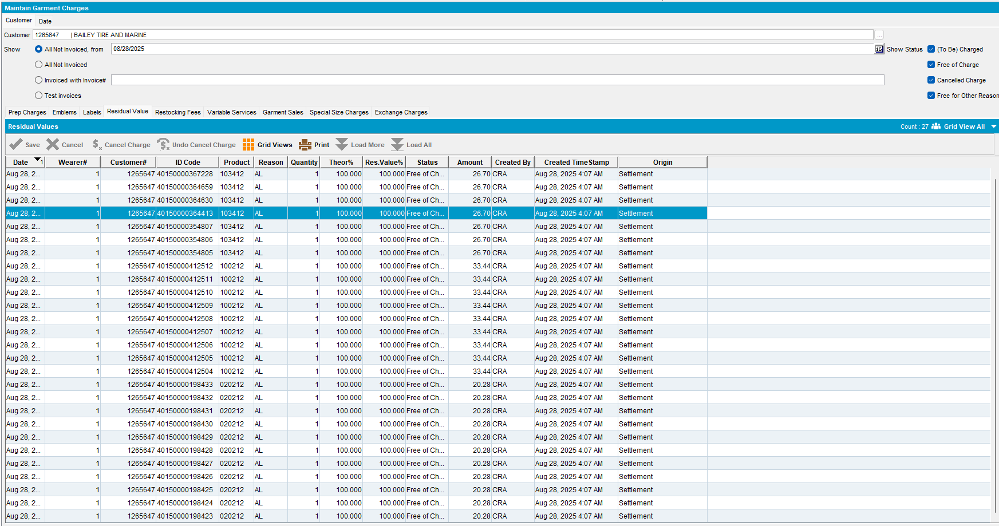 Maintain Garment Charges
Customer Date
Customer 1265647 | BAILEY TIRE AND MARINE ...
Show All Not Invoiced, from 08/28/2025 16 Show Status (To Be) Charged
All Not Invoiced Free of Charge
Invoiced with Invoice# Cancelled Charge
Test invoices Free for Other Reason
Prep Charges Emblems Labels Residual Value Restocking Fees Variable Services Garment Sales Special Size Charges Exchange Charges
Residual Values Count : 27 Grid View All
Save Cancel Cancel Charge Undo Cancel Charge Grid Views Print Load More Load All
Date 1 Wearer# Customer# ID Code Product Reason Quantity Theor% Res.Value% Status Amount Created By Created TimeStamp Origin
Aug 28, 2... 1 1265647 40150000367228 103412 AL 1 100.000 100.000 Free of Ch... 26.70 CRA Aug 28, 2025 4:07 AM Settlement
Aug 28, 2... 1 1265647 40150000364659 103412 AL 1 100.000 100.000 Free of Ch... 26.70 CRA Aug 28, 2025 4:07 AM Settlement
Aug 28, 2... 1 1265647 40150000364630 103412 AL 1 100.000 100.000 Free of Ch... 26.70 CRA Aug 28, 2025 4:07 AM Settlement
Aug 28, 2... 1 1265647 40150000364413 103412 AL 1 100.000 100.000 Free of Ch... 26.70 CRA Aug 28, 2025 4:07 AM Settlement
Aug 28, 2... 1 1265647 40150000354807 103412 AL 1 100.000 100.000 Free of Ch... 26.70 CRA Aug 28, 2025 4:07 AM Settlement
Aug 28, 2... 1 1265647 40150000354806 103412 AL 1 100.000 100.000 Free of Ch... 26.70 CRA Aug 28, 2025 4:07 AM Settlement
Aug 28, 2... 1 1265647 40150000354805 103412 AL 1 100.000 100.000 Free of Ch... 26.70 CRA Aug 28, 2025 4:07 AM Settlement
Aug 28, 2... 1 1265647 40150000412512 100212 AL 1 100.000 100.000 Free of Ch... 33.44 CRA Aug 28, 2025 4:07 AM Settlement
Aug 28, 2... 1 1265647 40150000412511 100212 AL 1 100.000 100.000 Free of Ch... 33.44 CRA Aug 28, 2025 4:07 AM Settlement
Aug 28, 2... 1 1265647 40150000412510 100212 AL 1 100.000 100.000 Free of Ch... 33.44 CRA Aug 28, 2025 4:07 AM Settlement
Aug 28, 2... 1 1265647 40150000412509 100212 AL 1 100.000 100.000 Free of Ch... 33.44 CRA Aug 28, 2025 4:07 AM Settlement
Aug 28, 2... 1 1265647 40150000412508 100212 AL 1 100.000 100.000 Free of Ch... 33.44 CRA Aug 28, 2025 4:07 AM Settlement
Aug 28, 2... 1 1265647 40150000412507 100212 AL 1 100.000 100.000 Free of Ch... 33.44 CRA Aug 28, 2025 4:07 AM Settlement
Aug 28, 2... 1 1265647 40150000412506 100212 AL 1 100.000 100.000 Free of Ch... 33.44 CRA Aug 28, 2025 4:07 AM Settlement
Aug 28, 2... 1 1265647 40150000412505 100212 AL 1 100.000 100.000 Free of Ch... 33.44 CRA Aug 28, 2025 4:07 AM Settlement
Aug 28, 2... 1 1265647 40150000412504 100212 AL 1 100.000 100.000 Free of Ch... 33.44 CRA Aug 28, 2025 4:07 AM Settlement
Aug 28, 2... 1 1265647 40150000198433 020212 AL 1 100.000 100.000 Free of Ch... 20.28 CRA Aug 28, 2025 4:07 AM Settlement
Aug 28, 2... 1 1265647 40150000198432 020212 AL 1 100.000 100.000 Free of Ch... 20.28 CRA Aug 28, 2025 4:07 AM Settlement
Aug 28, 2... 1 1265647 40150000198431 020212 AL 1 100.000 100.000 Free of Ch... 20.28 CRA Aug 28, 2025 4:07 AM Settlement
Aug 28, 2... 1 1265647 40150000198430 020212 AL 1 100.000 100.000 Free of Ch... 20.28 CRA Aug 28, 2025 4:07 AM Settlement
Aug 28, 2... 1 1265647 40150000198429 020212 AL 1 100.000 100.000 Free of Ch... 20.28 CRA Aug 28, 2025 4:07 AM Settlement
Aug 28, 2... 1 1265647 40150000198428 020212 AL 1 100.000 100.000 Free of Ch... 20.28 CRA Aug 28, 2025 4:07 AM Settlement
Aug 28, 2... 1 1265647 40150000198427 020212 AL 1 100.000 100.000 Free of Ch... 20.28 CRA Aug 28, 2025 4:07 AM Settlement
Aug 28, 2... 1 1265647 40150000198426 020212 AL 1 100.000 100.000 Free of Ch... 20.28 CRA Aug 28, 2025 4:07 AM Settlement
Aug 28, 2... 1 1265647 40150000198425 020212 AL 1 100.000 100.000 Free of Ch... 20.28 CRA Aug 28, 2025 4:07 AM Settlement
Aug 28, 2... 1 1265647 40150000198424 020212 AL 1 100.000 100.000 Free of Ch... 20.28 CRA Aug 28, 2025 4:07 AM Settlement
Aug 28, 2... 1 1265647 40150000198423 020212 AL 1 100.000 100.000 Free of Ch... 20.28 CRA Aug 28, 2025 4:07 AM Settlement